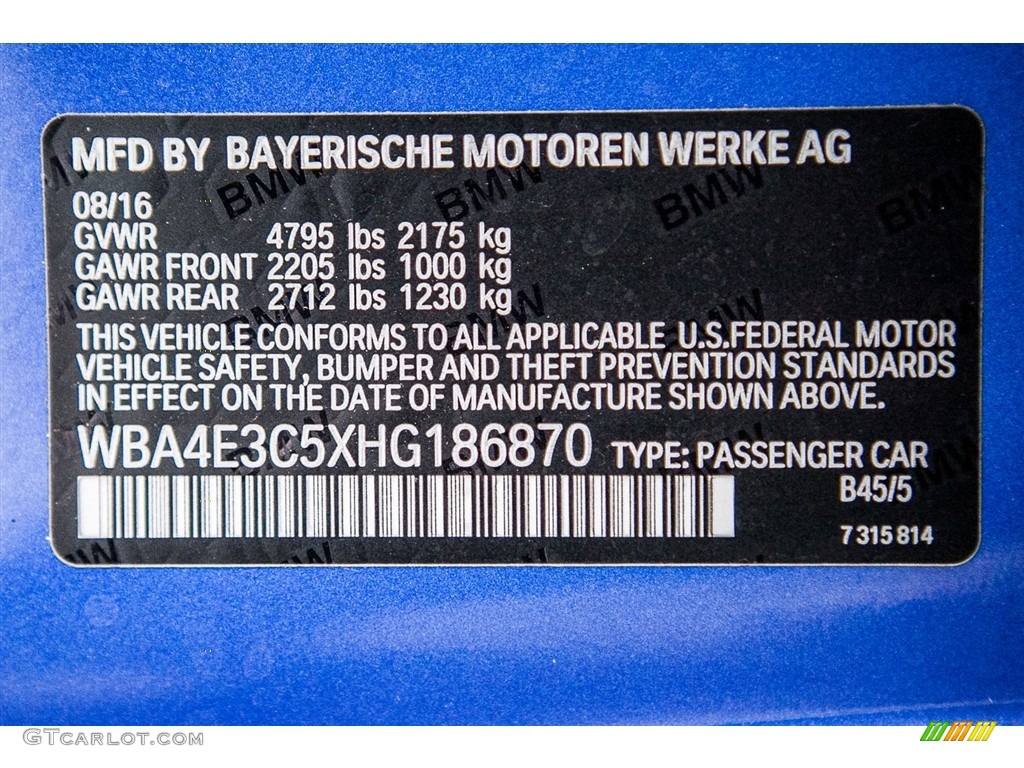 MFD BY BAYERISCHE MOTOREN WERKE AG
08/16
GVWR 4795 lbs 2175 kg
GAWR FRONT 2205 lbs 1000 kg
GAWR REAR 2712 lbs 1230 kg
THIS VEHICLE CONFORMS TO ALL APPLICABLE U.S.FEDERAL MOTOR
VEHICLE SAFETY, BUMPER AND THEFT PREVENTION STANDARDS
IN EFFECT ON THE DATE OF MANUFACTURE SHOWN ABOVE.
WBA4E3C5XHG186870 TYPE: PASSENGER CAR
B45/5
7 315 814
GTCARLOT.COM